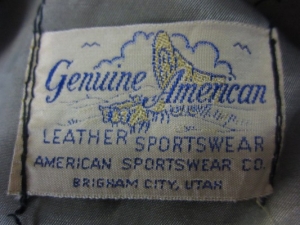 Genuine American
LEATHER SPORTSWEAR
AMERICAN SPORTSWEAR CO.
BRIGHAM CITY, UTAH